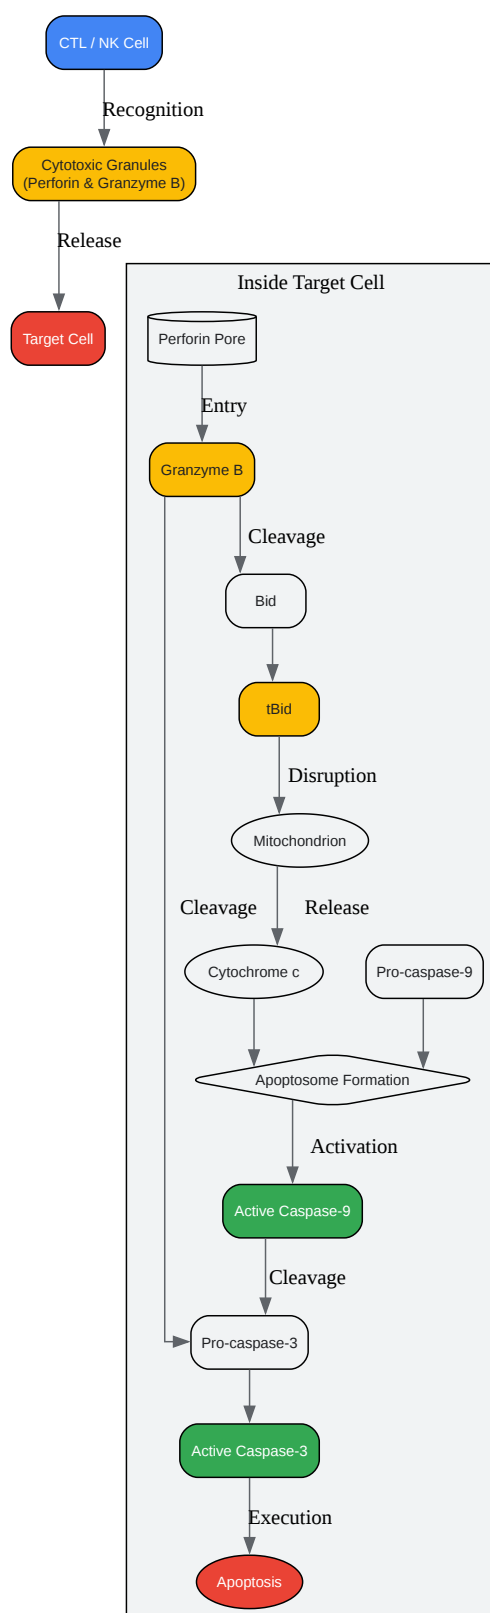 CTL / NK Cell
Recognition
Cytotoxic Granules
(Perforin & Granzyme B)
Release
Inside Target Cell
Target Cell
Perforin Pore
Entry
Granzyme B
Cleavage
Bid
tBid
Disruption
Mitochondrion
Cleavage
Release
Cytochrome c
Pro-caspase-9
Apoptosome Formation
Activation
Active Caspase-9
Cleavage
Pro-caspase-3
Active Caspase-3
Execution
Apoptosis